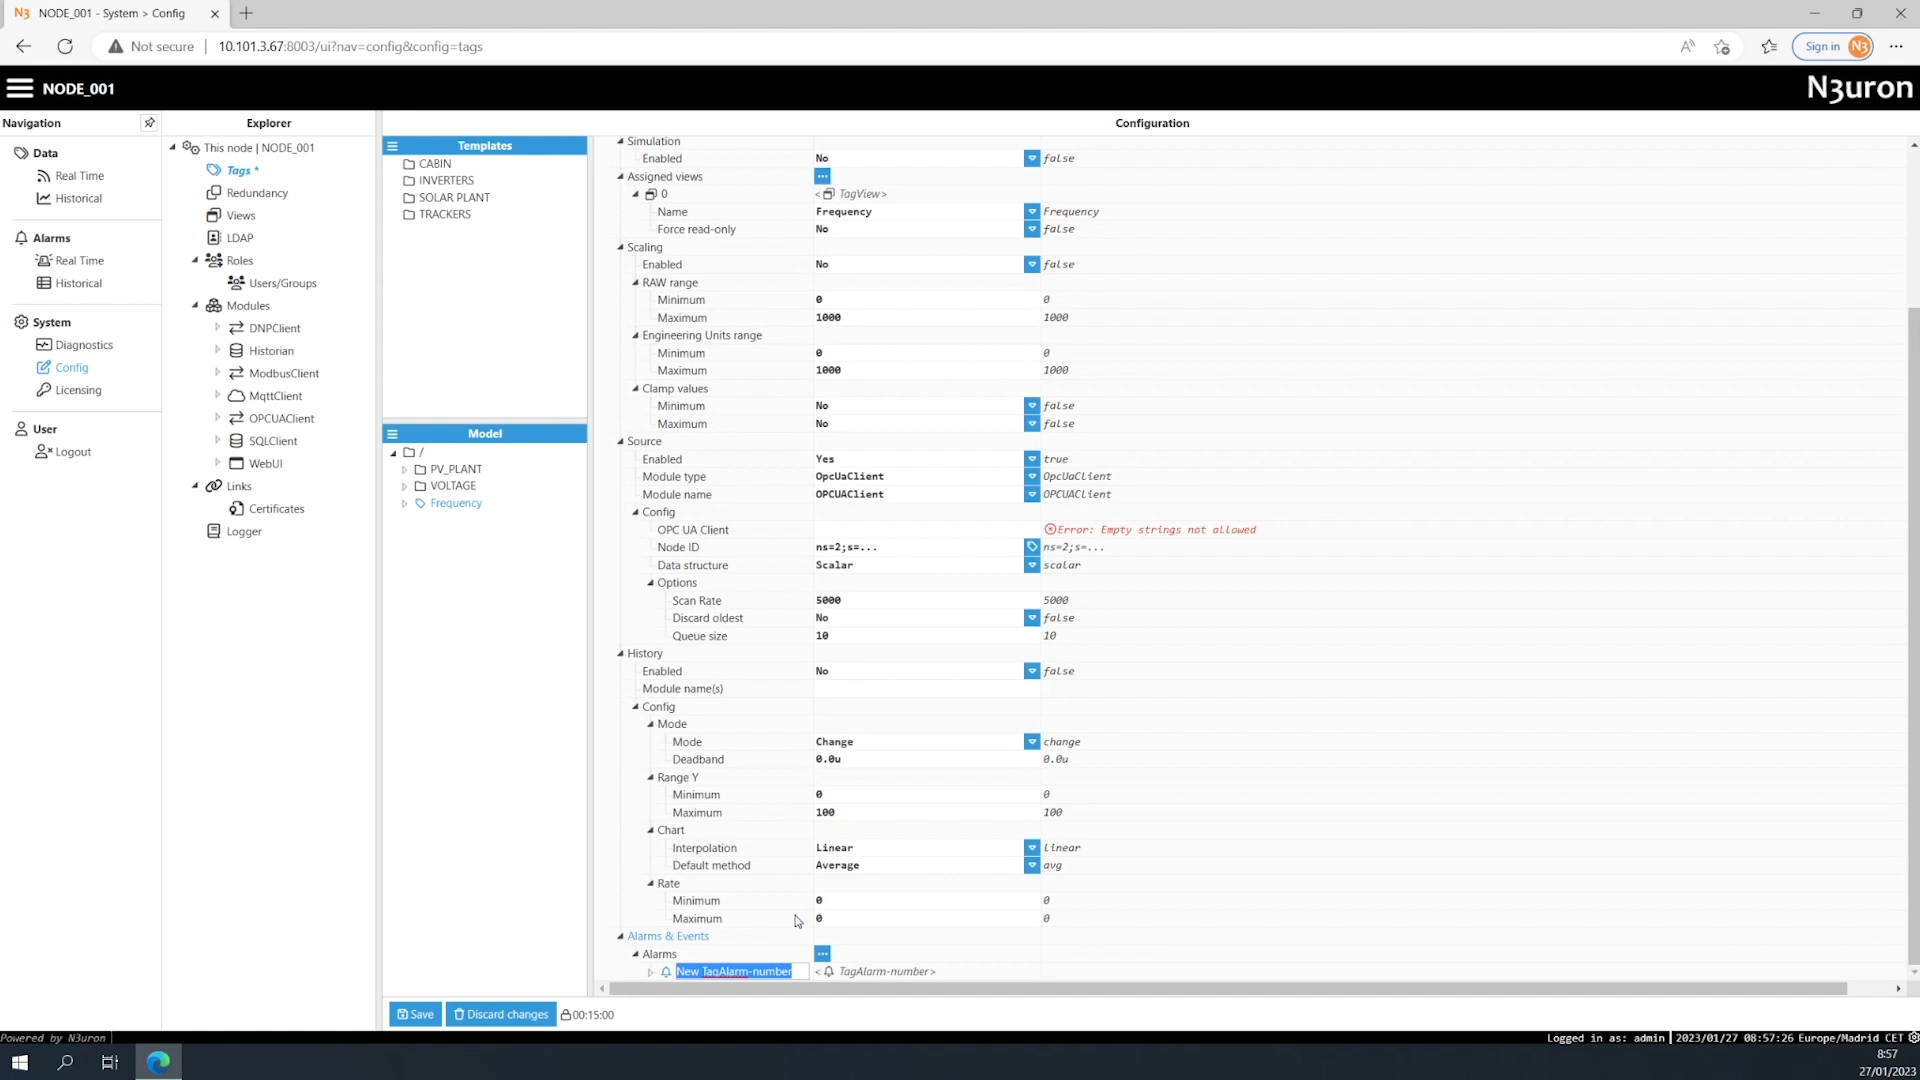 N3 NODE_001 - System > Config
Not secure
10.101.3.67:8003/ui?nav=config&config=tags
Sign in
N3
NODE_001
N3uron
Navigation
Explorer
Configuration
Data
Real Time
Historical
Alarms
Real Time
Historical
System
Diagnostics
Config
Licensing
User
Logout
This node | NODE_001
Tags *
Redundancy
Views
LDAP
Roles
Users/Groups
Modules
DNPClient
Historian
ModbusClient
MqttClient
OPCUAClient
SQLClient
WebUI
Links
Certificates
Logger
Templates
CABIN
INVERTERS
SOLAR PLANT
TRACKERS
Model
/
PV_PLANT
VOLTAGE
Frequency
Simulation
Enabled No false
Assigned views ...
0 < TagView>
Name Frequency Frequency
Force read-only No false
Scaling
Enabled No false
RAW range
Minimum 0 0
Maximum 1000 1000
Engineering Units range
Minimum 0 0
Maximum 1000 1000
Clamp values
Minimum No false
Maximum No false
Source
Enabled Yes true
Module type OpcUaClient OpcUaClient
Module name OPCUAClient OPCUAClient
Config
OPC UA Client Error: Empty strings not allowed
Node ID ns=2;s=... ns=2;s=...
Data structure Scalar scalar
Options
Scan Rate 5000 5000
Discard oldest No false
Queue size 10 10
History
Enabled No false
Module name(s)
Config
Mode
Mode Change change
Deadband 0.0u 0.0u
Range Y
Minimum 0 0
Maximum 100 100
Chart
Interpolation Linear linear
Default method Average avg
Rate
Minimum 0 0
Maximum 0 0
Alarms & Events
Alarms ...
New TagAlarm-number < TagAlarm-number>
Save
Discard changes
00:15:00
Powered by N3uron
Logged in as: admin | 2023/01/27 08:57:26 Europe/Madrid CET
8:57
27/01/2023